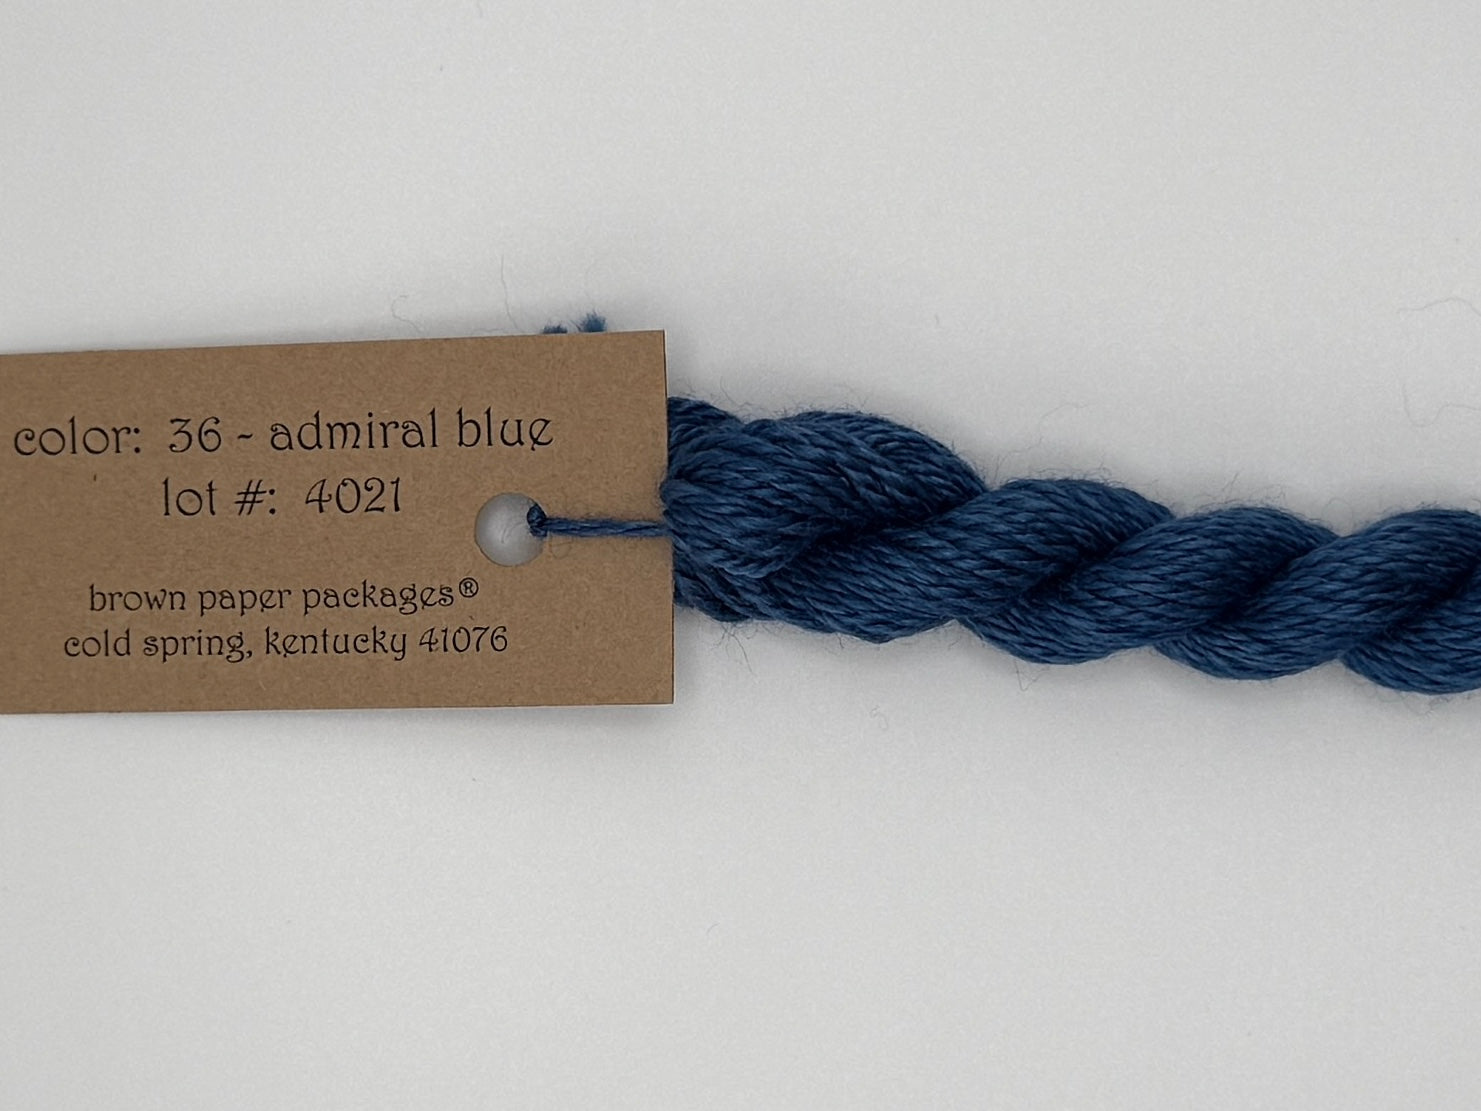 color: 36 - admiral blue
lot #: 4021
brown paper packages®
cold spring, kentucky 41076